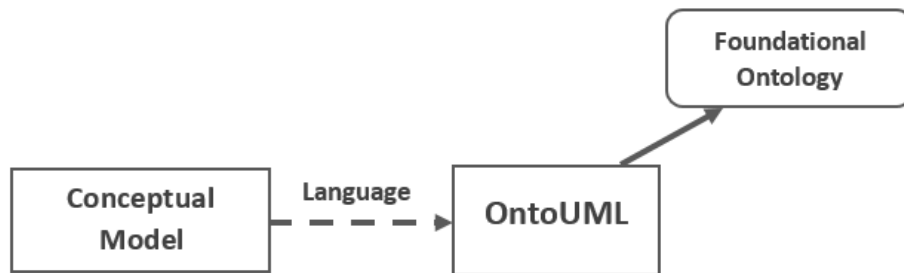 Foundational
Ontology
Conceptual
Model
Language
OntoUML